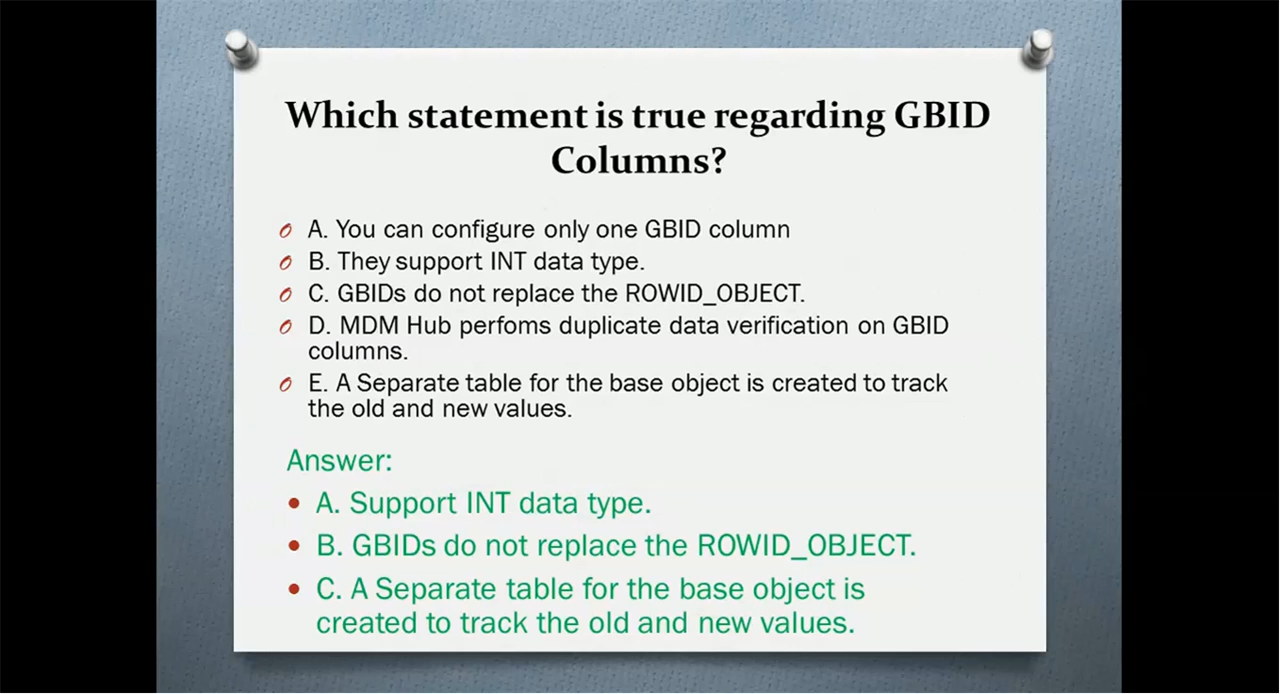 Which statement is true regarding GBID
Columns?
A. You can configure only one GBID column
B. They support INT data type.
C. GBIDs do not replace the ROWID_OBJECT.
D. MDM Hub perfoms duplicate data verification on GBID
columns.
E. A Separate table for the base object is created to track
the old and new values.
Answer:
• A. Support INT data type.
• B. GBIDs do not replace the ROWID_OBJECT.
• C. A Separate table for the base object is
created to track the old and new values.